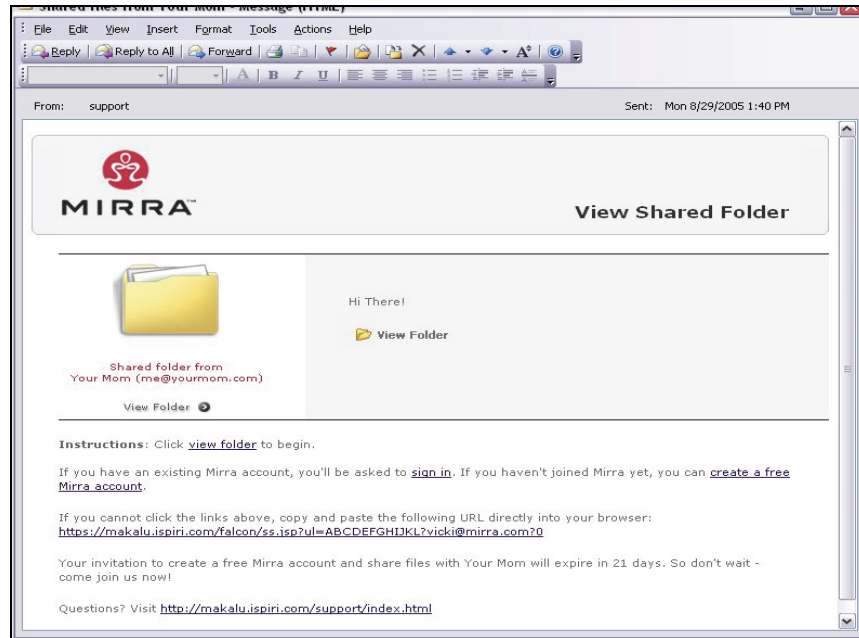 Shared files from Your Mom - Message (HTML)
File Edit View Insert Format Tools Actions Help
Reply Reply to All Forward
A B I U
From: support Sent: Mon 8/29/2005 1:40 PM
MIRRA™
View Shared Folder
Hi There!
View Folder
Shared folder from
Your Mom (me@yourmom.com)
View Folder
Instructions: Click view folder to begin.
If you have an existing Mirra account, you'll be asked to sign in. If you haven't joined Mirra yet, you can create a free
Mirra account.
If you cannot click the links above, copy and paste the following URL directly into your browser:
https://makalu.ispiri.com/falcon/ss.jsp?ul=ABCDEFGHIJKL?vicki@mirra.com?0
Your invitation to create a free Mirra account and share files with Your Mom will expire in 21 days. So don't wait -
come join us now!
Questions? Visit http://makalu.ispiri.com/support/index.html